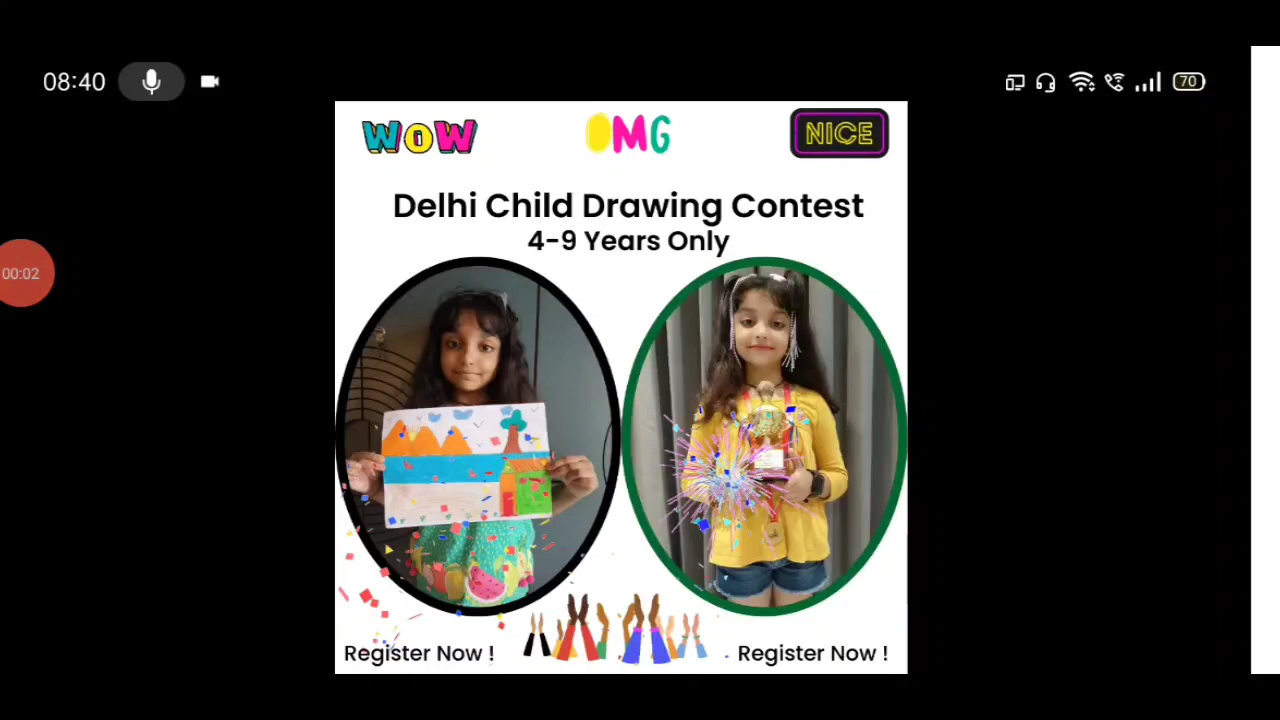 08:40
70
WOW
OMG
NICE
Delhi Child Drawing Contest
4-9 Years Only
00:02
Register Now !
Register Now !